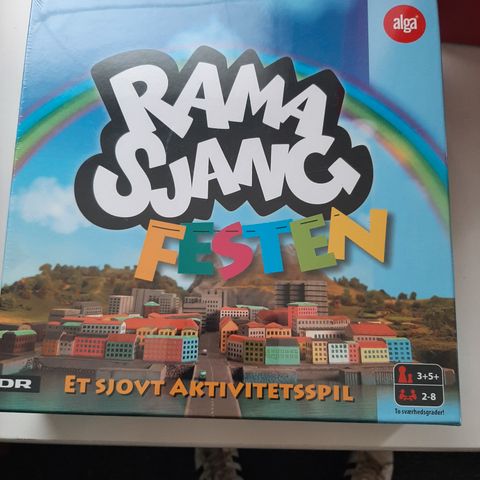 alga
RAMA
SJANG
FESTEN
DR
ET SJOVT AKTIVITETSSPIL
3+5+
2-8
To sværhedsgrader!